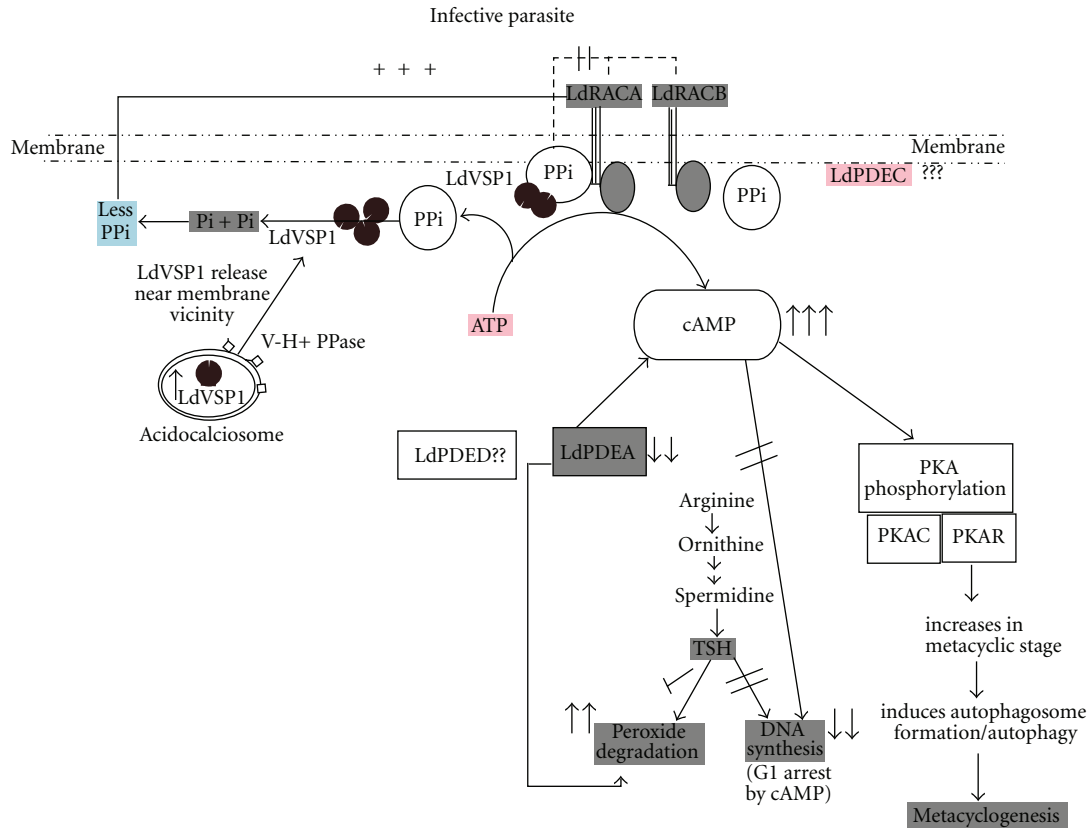 Infective parasite
+ + +
LdRACA
LdRACB
Membrane
Membrane
LdVSP1
PPi
PPi
LdPDEC
???
Less
PPi
Pi + Pi
LdVSP1
PPi
LdVSP1 release
near membrane
vicinity
ATP
cAMP
V-H+ PPase
LdVSP1
Acidocalciosome
LdPDED??
LdPDEA
PKA
phosphorylation
PKAC
PKAR
Arginine
Ornithine
Spermidine
TSH
increases in
metacyclic stage
induces autophagosome
formation/autophagy
Peroxide
degradation
DNA
synthesis
(G1 arrest
by cAMP)
Metacyclogenesis